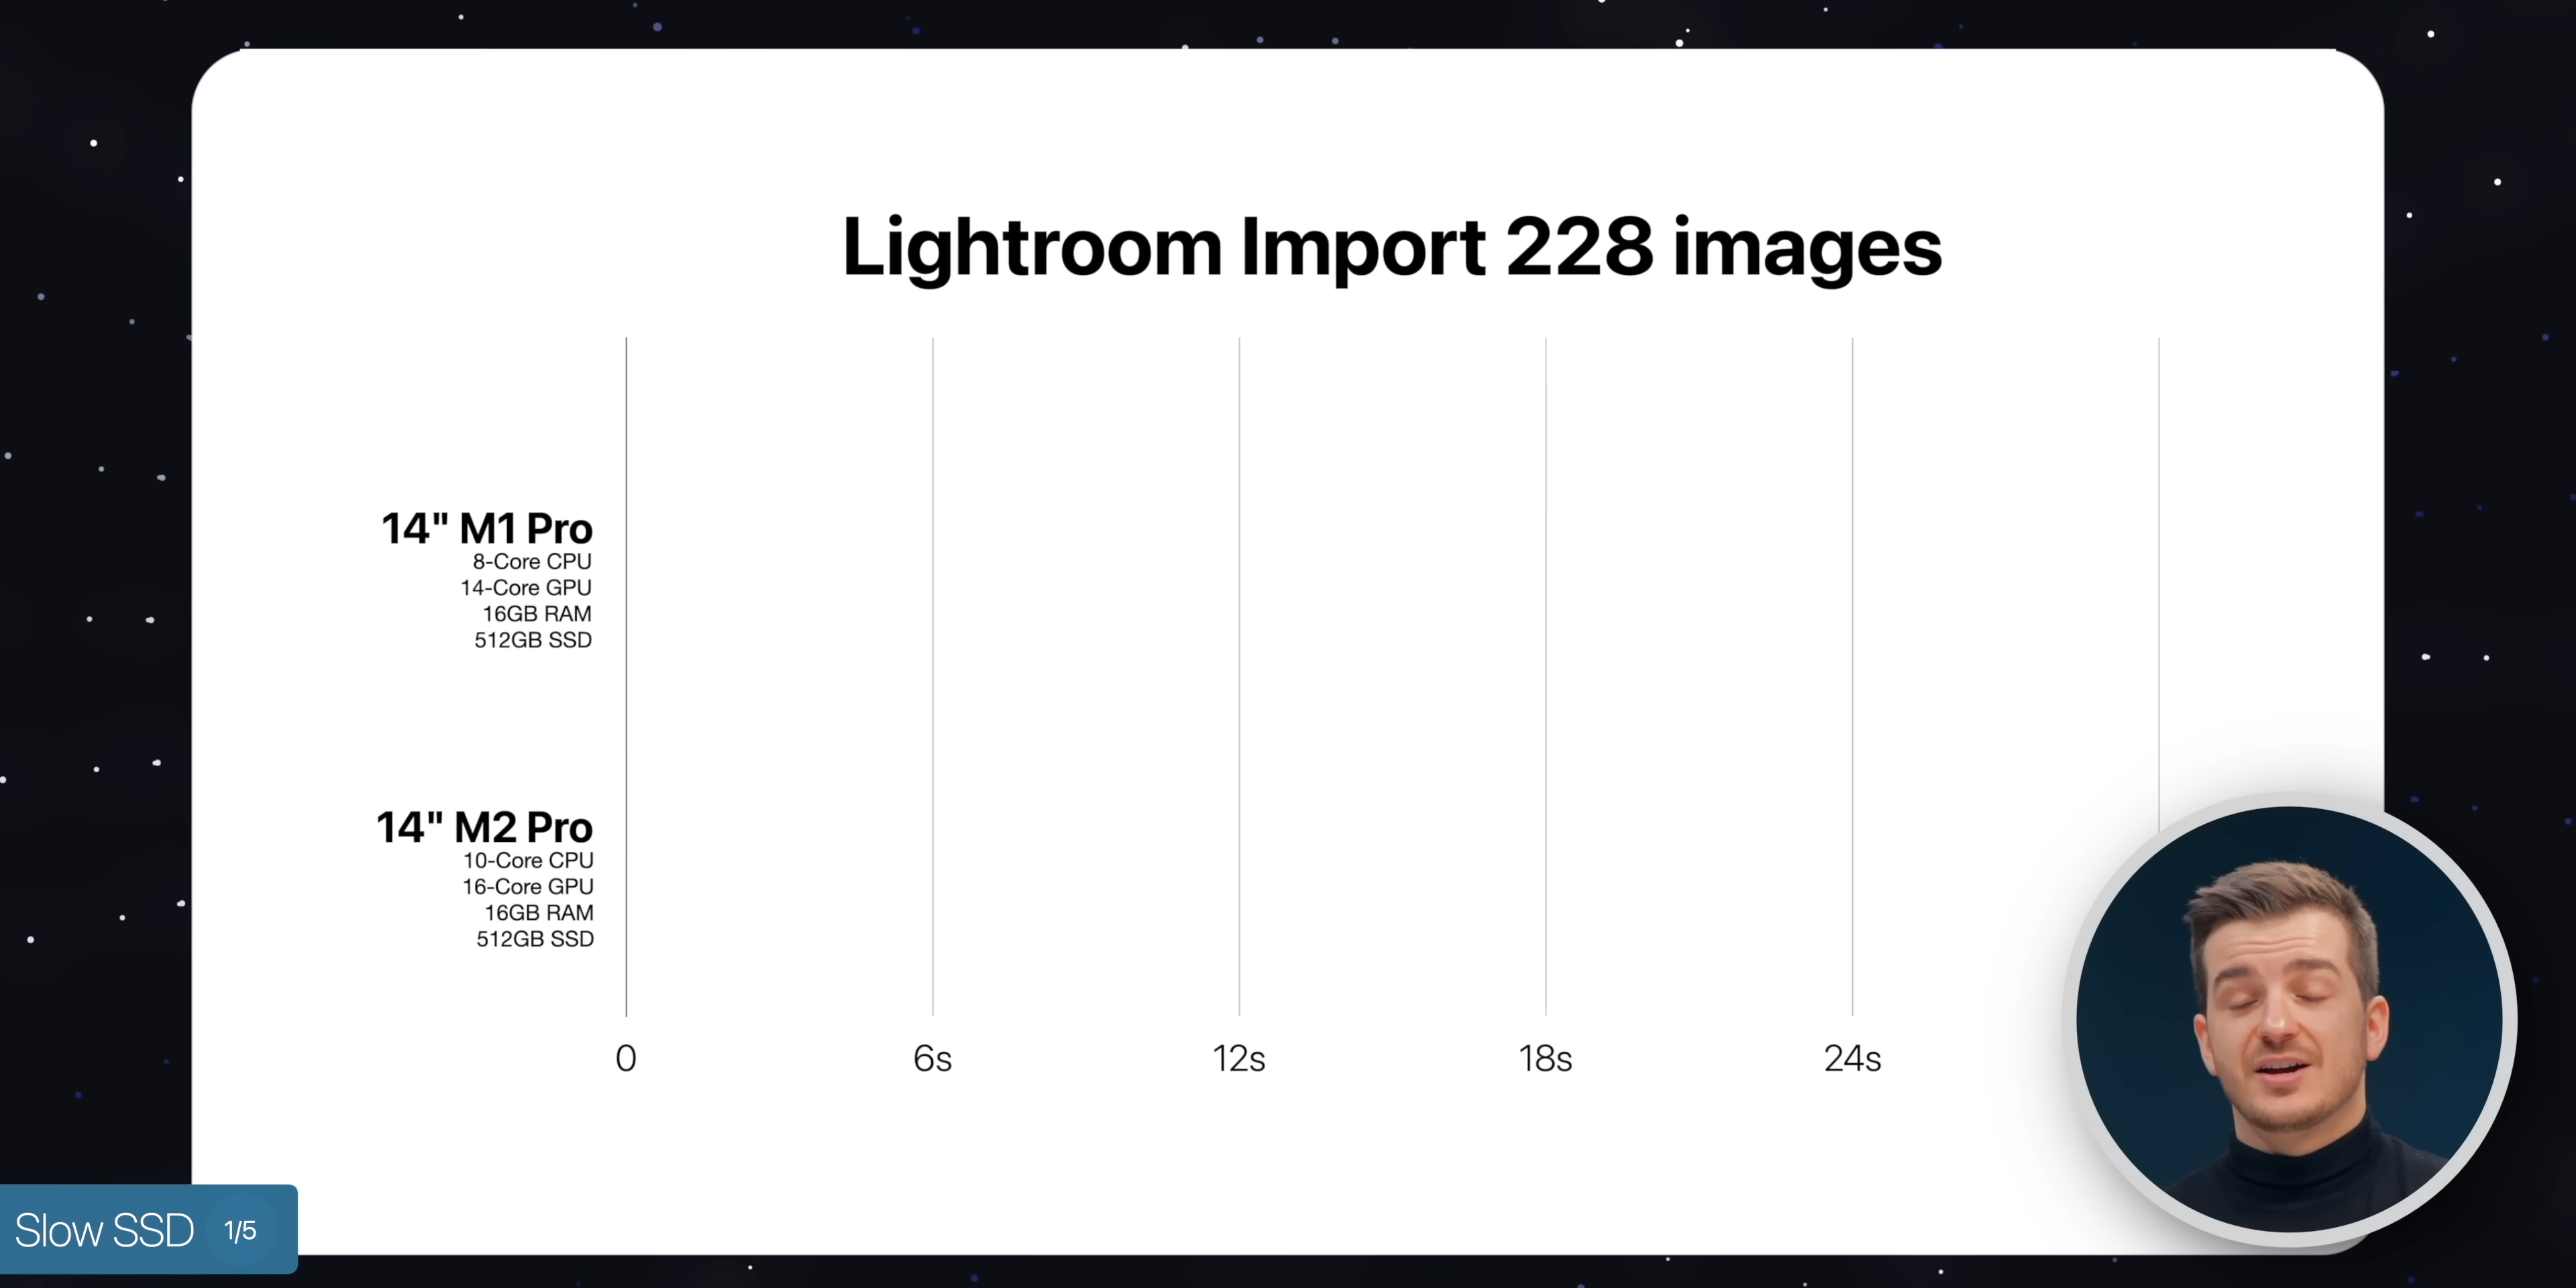 Lightroom Import 228 images
14" M1 Pro
8-Core CPU
14-Core GPU
16GB RAM
512GB SSD
14" M2 Pro
10-Core CPU
16-Core GPU
16GB RAM
512GB SSD
0 6s 12s 18s 24s
Slow SSD 1/5